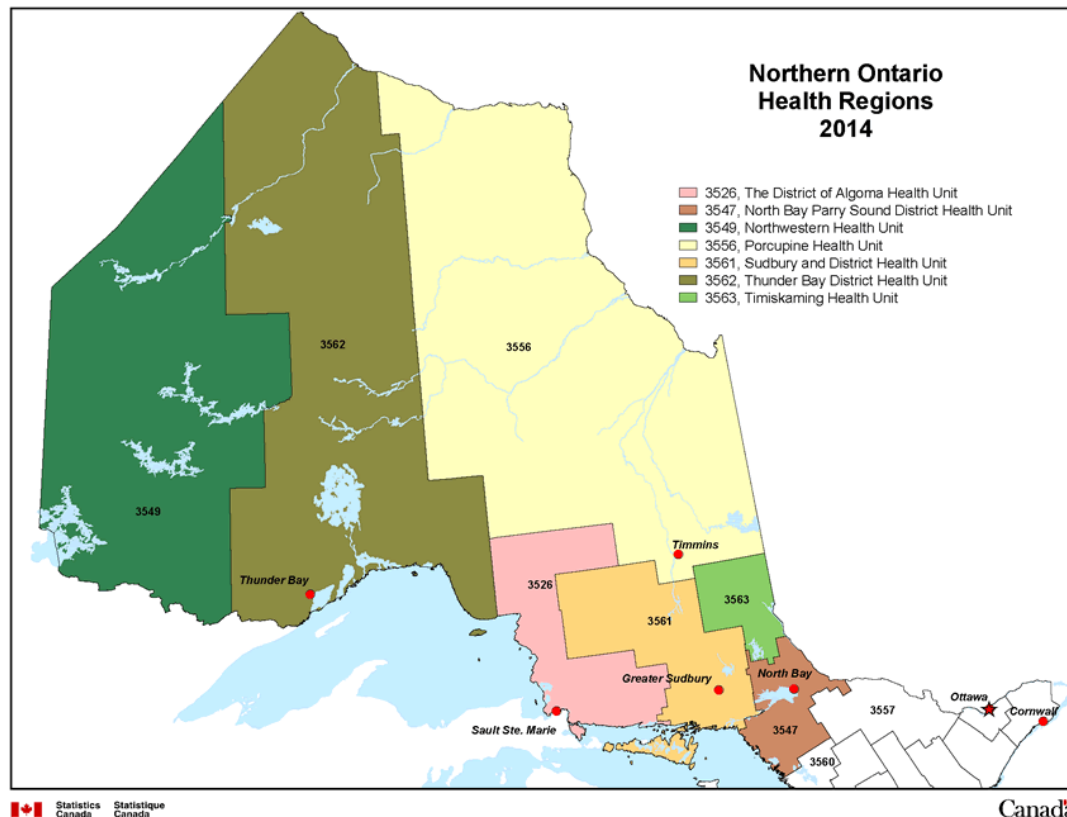 Northern Ontario
Health Regions
2014
3526, The District of Algoma Health Unit
3547, North Bay Parry Sound District Health Unit
3549, Northwestern Health Unit
3556, Porcupine Health Unit
3561, Sudbury and District Health Unit
3562, Thunder Bay District Health Unit
3563, Timiskaming Health Unit
3562
3556
3549
Timmins
Thunder Bay
3526
3563
3561
North Bay
Greater Sudbury
Ottawa
3557
Cornwall
Sault Ste. Marie
3547
3560
Statistics Statistique
Canada Canada
Canada